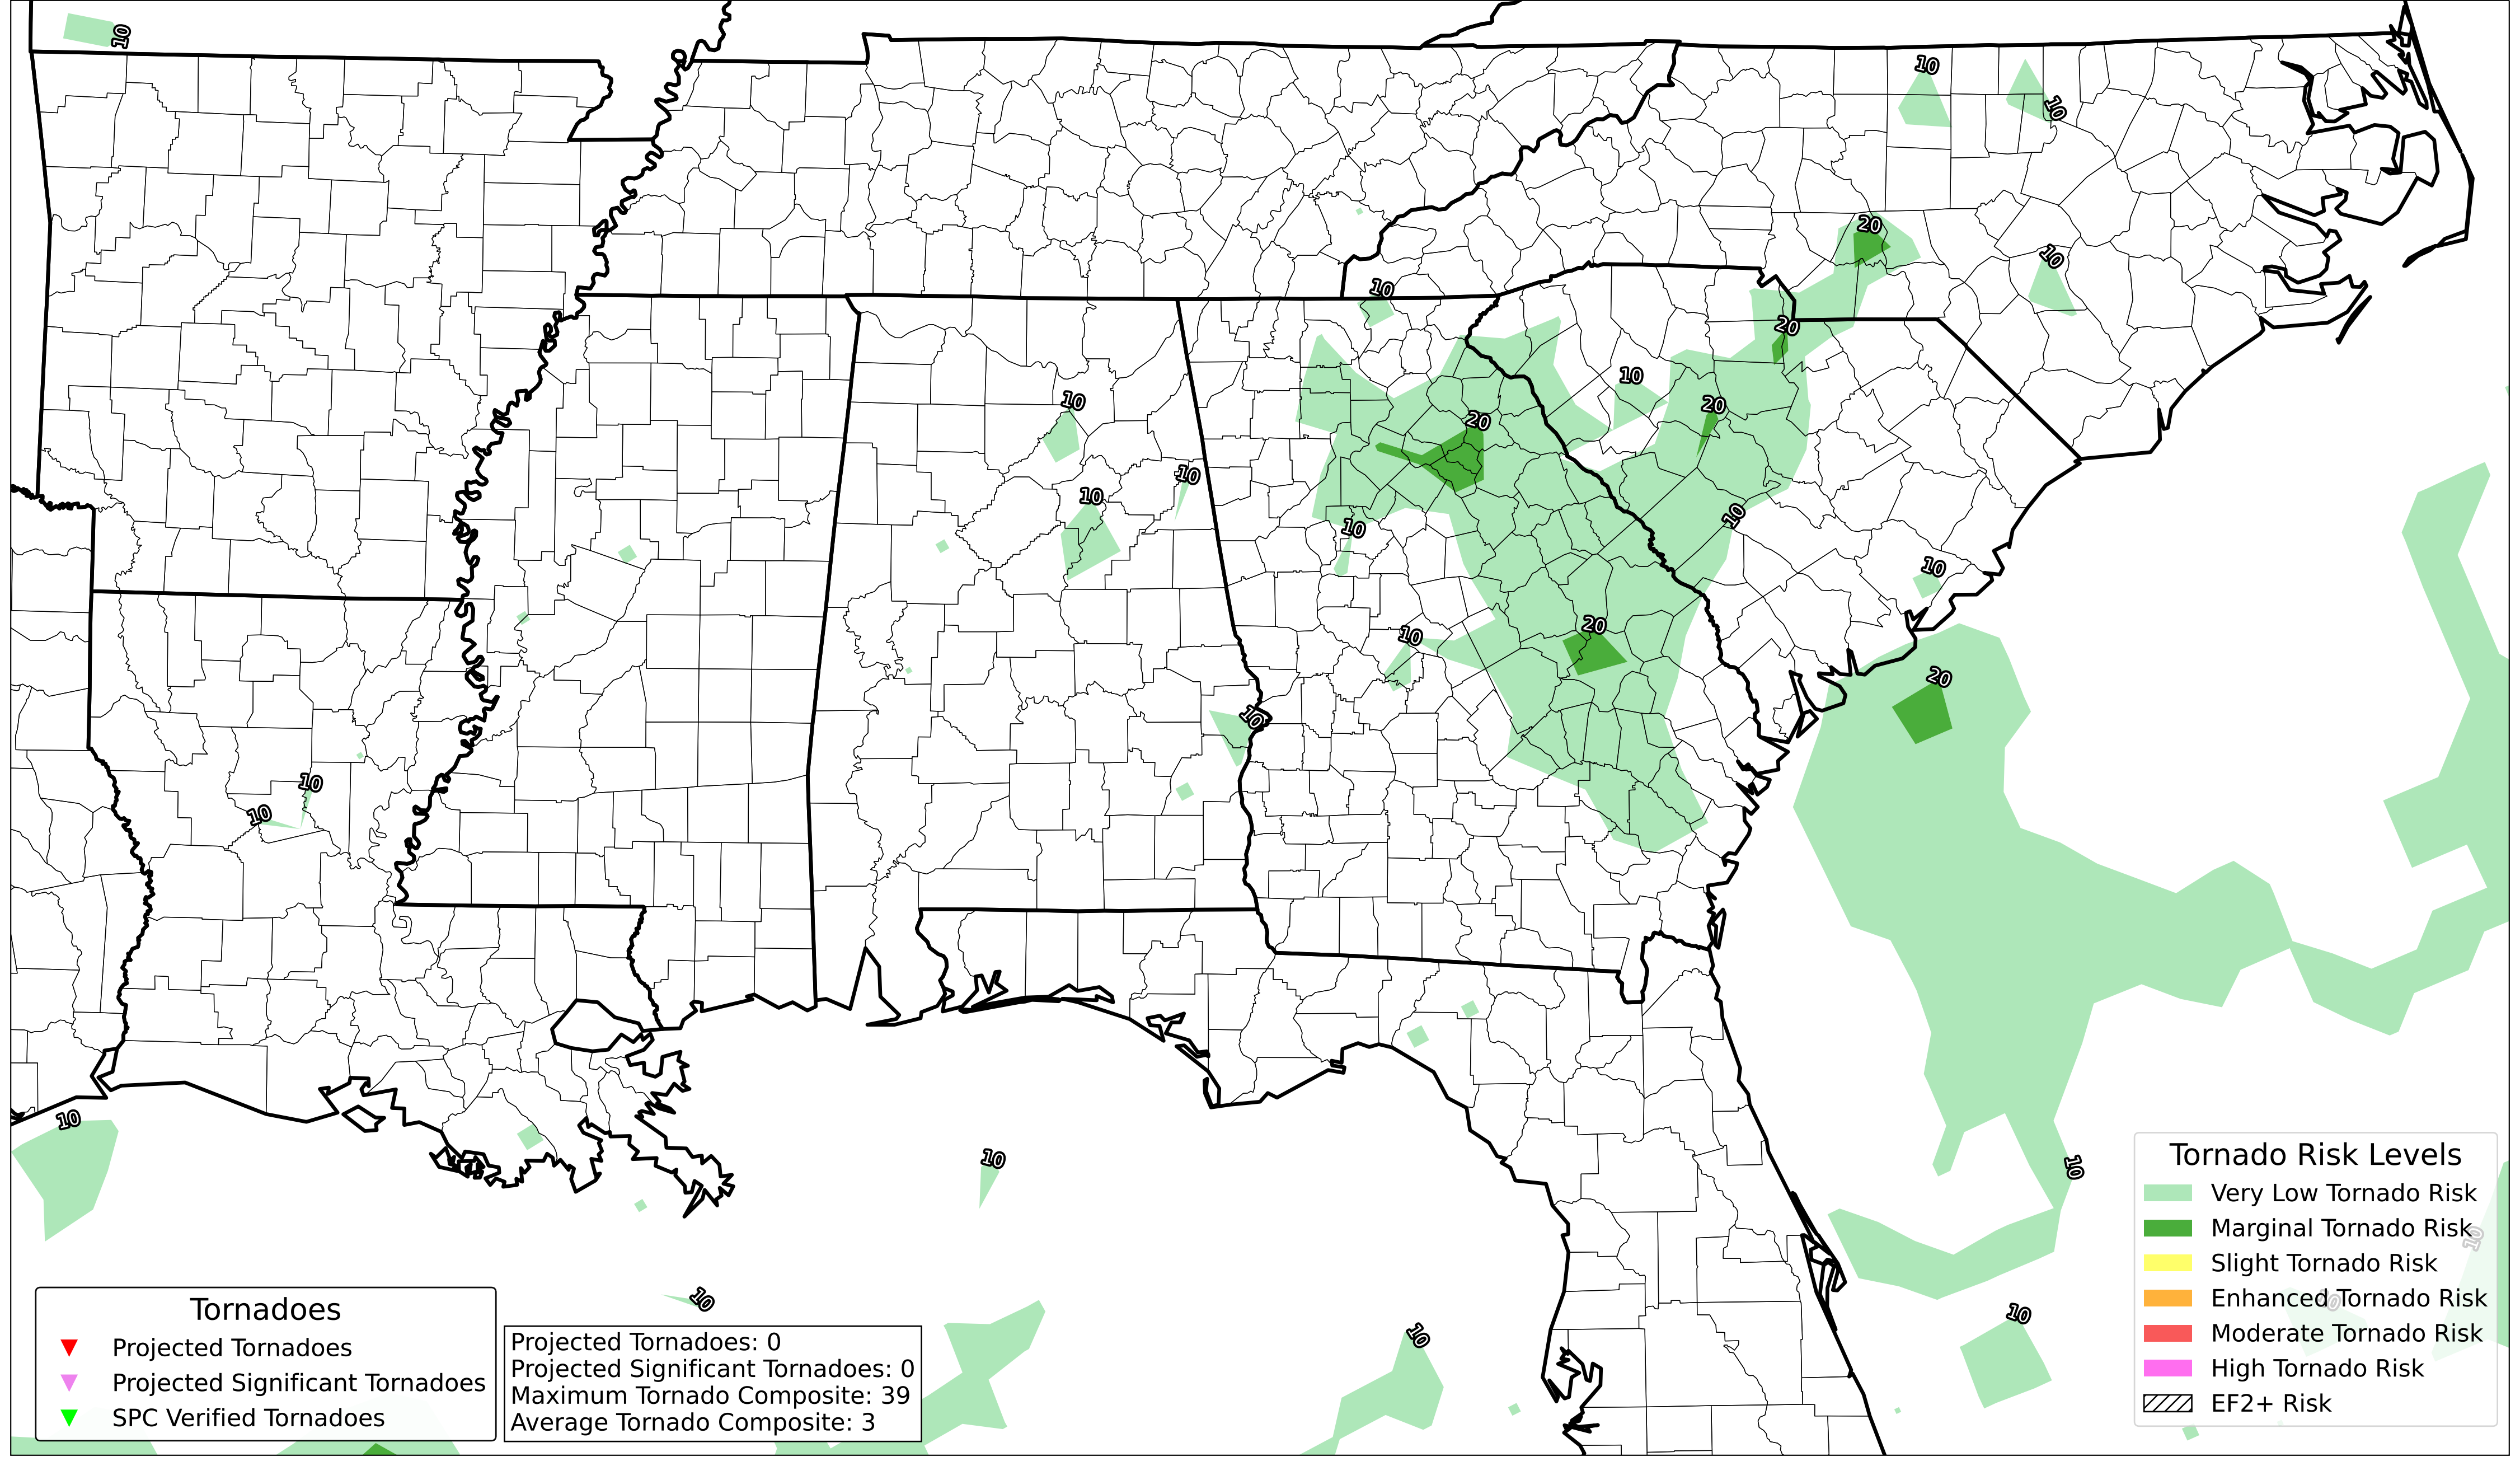 10
10
10
20
10
10
20
10
10
20
20
10
10
10
10
10
10
20
10
20
10
10
10
10
10
10
10
10
10
10
Tornado Risk Levels
Very Low Tornado Risk
Marginal Tornado Risk
Slight Tornado Risk
Enhanced Tornado Risk
Moderate Tornado Risk
High Tornado Risk
EF2+ Risk
Tornadoes
Projected Tornadoes
Projected Significant Tornadoes
SPC Verified Tornadoes
Projected Tornadoes: 0
Projected Significant Tornadoes: 0
Maximum Tornado Composite: 39
Average Tornado Composite: 3